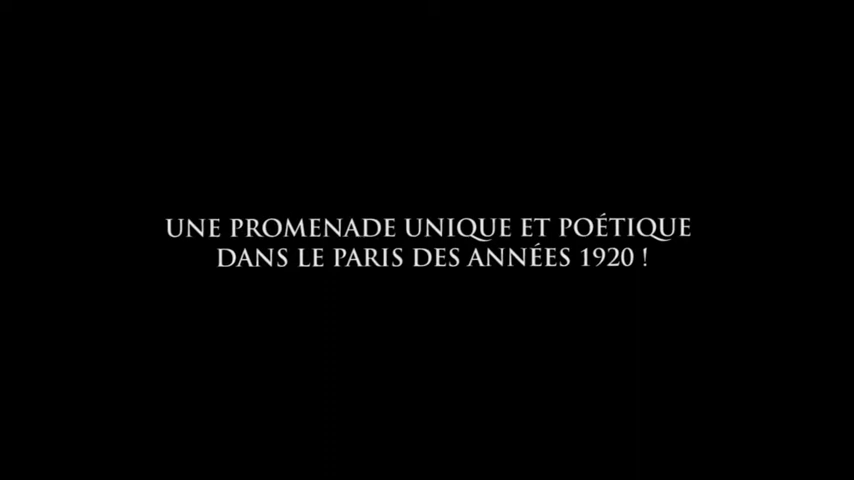 UNE PROMENADE UNIQUE ET POÉTIQUE
DANS LE PARIS DES ANNÉES 1920 !